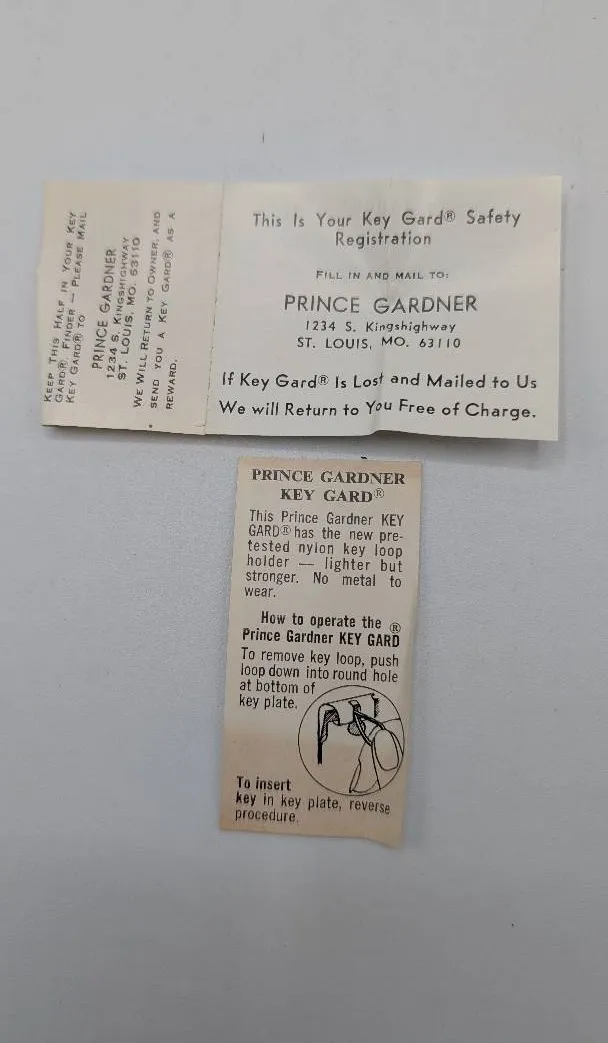 KEEP THIS HALF IN YOUR KEY
GARD®. FINDER — PLEASE MAIL
KEY GARD® TO
PRINCE GARDNER
1234 S. KINGSHIGHWAY
ST. LOUIS, MO. 63110
WE WILL RETURN TO OWNER, AND
SEND YOU A KEY GARD® AS A
REWARD.
This Is Your Key Gard® Safety
Registration
FILL IN AND MAIL TO:
PRINCE GARDNER
1234 S. Kingshighway
ST. LOUIS, MO. 63110
If Key Gard® Is Lost and Mailed to Us
We will Return to You Free of Charge.
PRINCE GARDNER
KEY GARD®
This Prince Gardner KEY
GARD® has the new pre-
tested nylon key loop
holder — lighter but
stronger. No metal to
wear.
How to operate the ®
Prince Gardner KEY GARD
To remove key loop, push
loop down into round hole
at bottom of
key plate.
To insert
key in key plate, reverse
procedure.